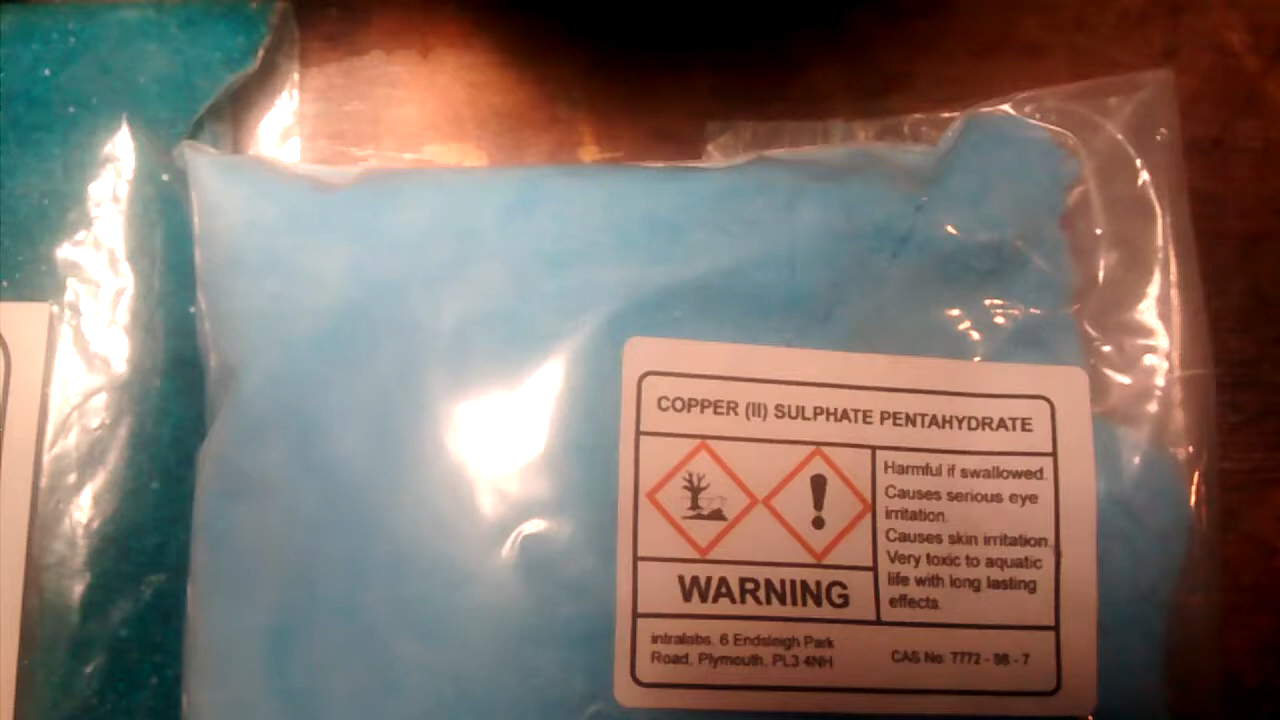 COPPER (II) SULPHATE PENTAHYDRATE
Harmful if swallowed.
Causes serious eye
irritation.
Causes skin irritation.
Very toxic to aquatic
life with long lasting
effects.
WARNING
intralabs, 6 Endsleigh Park
Road, Plymouth, PL3 4NH
CAS No: 7772 - 98 - 7